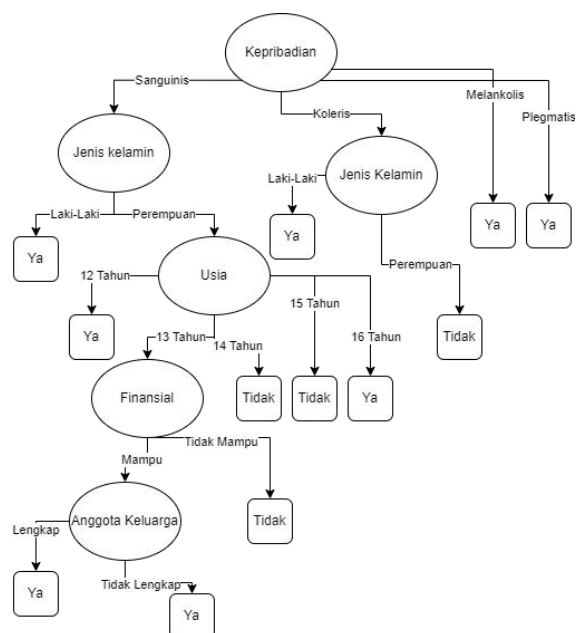 Kepribadian
Sanguinis
Melankolis
Koleris
Plegmatis
Jenis kelamin
Laki-Laki
Jenis Kelamin
Laki-Laki
Perempuan
Ya
Ya
Ya
Ya
Perempuan
12 Tahun
Usia
15 Tahun
Ya
13 Tahun
14 Tahun
16 Tahun
Tidak
Finansial
Tidak
Tidak
Ya
Tidak Mampu
Mampu
Anggota Keluarga
Tidak
Lengkap
Ya
Tidak Lengkap
Ya